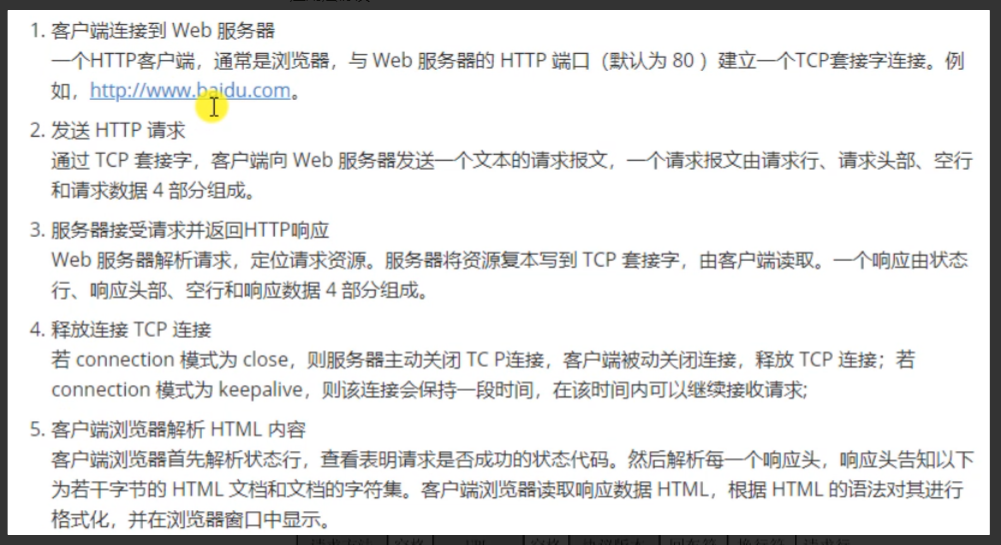 1. 客户端连接到 Web 服务器
一个HTTP客户端，通常是浏览器，与 Web 服务器的 HTTP 端口（默认为 80 ）建立一个TCP套接字连接。例
如，http://www.baidu.com。
2. 发送 HTTP 请求
通过 TCP 套接字，客户端向 Web 服务器发送一个文本的请求报文，一个请求报文由请求行、请求头部、空行
和请求数据 4 部分组成。
3. 服务器接受请求并返回HTTP响应
Web 服务器解析请求，定位请求资源。服务器将资源复本写到 TCP 套接字，由客户端读取。一个响应由状态
行、响应头部、空行和响应数据 4 部分组成。
4. 释放连接 TCP 连接
若 connection 模式为 close，则服务器主动关闭 TC P连接，客户端被动关闭连接，释放 TCP 连接；若
connection 模式为 keepalive，则该连接会保持一段时间，在该时间内可以继续接收请求;
5. 客户端浏览器解析 HTML 内容
客户端浏览器首先解析状态行，查看表明请求是否成功的状态代码。然后解析每一个响应头，响应头告知以下
为若干字节的 HTML 文档和文档的字符集。客户端浏览器读取响应数据 HTML，根据 HTML 的语法对其进行
格式化，并在浏览器窗口中显示。